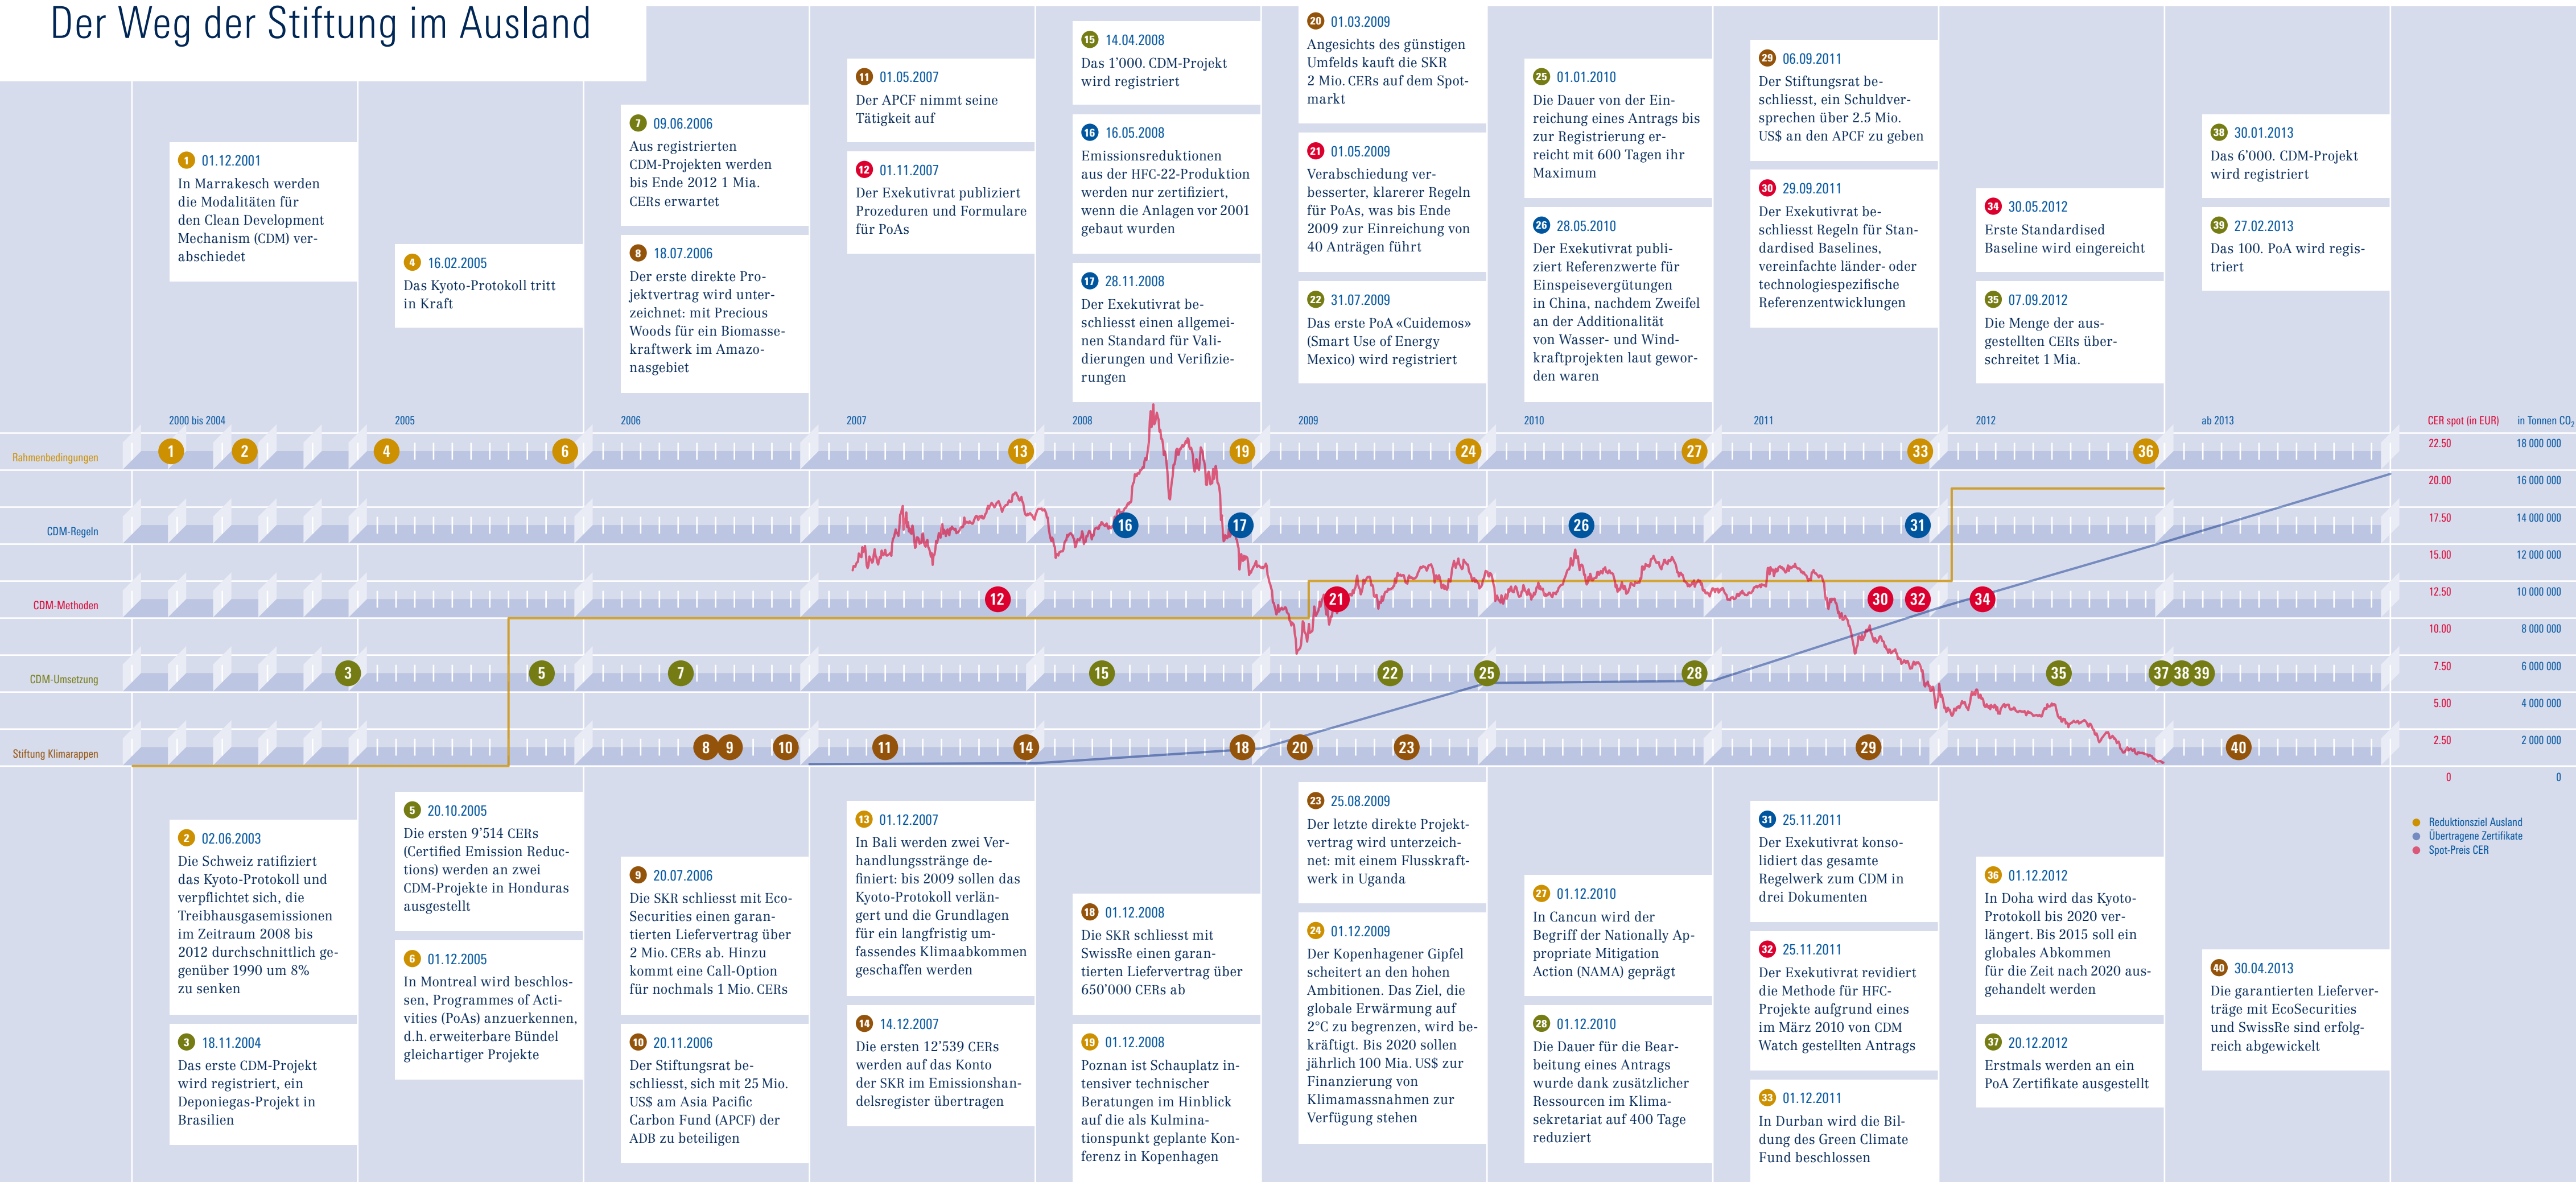 Der Weg der Stiftung im Ausland
1 01.12.2001
In Marrakesch werden
die Modalitäten für
den Clean Development
Mechanism (CDM) ver-
abschiedet
4 16.02.2005
Das Kyoto-Protokoll tritt
in Kraft
7 09.06.2006
Aus registrierten
CDM-Projekten werden
bis Ende 2012 1 Mia.
CERs erwartet
8 18.07.2006
Der erste direkte Pro-
jektvertrag wird unter-
zeichnet: mit Precious
Woods für ein Biomasse-
kraftwerk im Amazo-
nasgebiet
11 01.05.2007
Der APCF nimmt seine
Tätigkeit auf
12 01.11.2007
Der Exekutivrat publiziert
Prozeduren und Formulare
für PoAs
15 14.04.2008
Das 1’000. CDM-Projekt
wird registriert
16 16.05.2008
Emissionsreduktionen
aus der HFC-22-Produktion
werden nur zertifiziert,
wenn die Anlagen vor 2001
gebaut wurden
17 28.11.2008
Der Exekutivrat be-
schliesst einen allgemei-
nen Standard für Vali-
dierungen und Verifizie-
rungen
20 01.03.2009
Angesichts des günstigen
Umfelds kauft die SKR
2 Mio. CERs auf dem Spot-
markt
21 01.05.2009
Verabschiedung ver-
besserter, klarerer Regeln
für PoAs, was bis Ende
2009 zur Einreichung von
40 Anträgen führt
22 31.07.2009
Das erste PoA «Cuidemos»
(Smart Use of Energy
Mexico) wird registriert
25 01.01.2010
Die Dauer von der Ein-
reichung eines Antrags bis
zur Registrierung er-
reicht mit 600 Tagen ihr
Maximum
26 28.05.2010
Der Exekutivrat publi-
ziert Referenzwerte für
Einspeisevergütungen
in China, nachdem Zweifel
an der Additionalität
von Wasser- und Wind-
kraftprojekten laut gewor-
den waren
29 06.09.2011
Der Stiftungsrat be-
schliesst, ein Schuldver-
sprechen über 2.5 Mio.
US$ an den APCF zu geben
30 29.09.2011
Der Exekutivrat be-
schliesst Regeln für Stan-
dardised Baselines,
vereinfachte länder- oder
technologiespezifische
Referenzentwicklungen
34 30.05.2012
Erste Standardised
Baseline wird eingereicht
35 07.09.2012
Die Menge der aus-
gestellten CERs über-
schreitet 1 Mia.
38 30.01.2013
Das 6’000. CDM-Projekt
wird registriert
39 27.02.2013
Das 100. PoA wird regis-
triert
2000 bis 2004 2005 2006 2007 2008 2009 2010 2011 2012 ab 2013 CER spot (in EUR) in Tonnen CO2
Rahmenbedingungen 1 2 4 6 13 19 24 27 33 36 22.50 18 000 000
20.00 16 000 000
CDM-Regeln 16 17 26 31 17.50 14 000 000
15.00 12 000 000
CDM-Methoden 12 21 30 32 34 12.50 10 000 000
10.00 8 000 000
CDM-Umsetzung 3 5 7 15 22 25 28 35 37 38 39 7.50 6 000 000
5.00 4 000 000
Stiftung Klimarappen 8 9 10 11 14 18 20 23 29 40 2.50 2 000 000
0 0
Reduktionsziel Ausland
Übertragene Zertifikate
Spot-Preis CER
2 02.06.2003
Die Schweiz ratifiziert
das Kyoto-Protokoll und
verpflichtet sich, die
Treibhausgasemissionen
im Zeitraum 2008 bis
2012 durchschnittlich ge-
genüber 1990 um 8%
zu senken
3 18.11.2004
Das erste CDM-Projekt
wird registriert, ein
Deponiegas-Projekt in
Brasilien
5 20.10.2005
Die ersten 9’514 CERs
(Certified Emission Reduc-
tions) werden an zwei
CDM-Projekte in Honduras
ausgestellt
6 01.12.2005
In Montreal wird beschlos-
sen, Programmes of Acti-
vities (PoAs) anzuerkennen,
d.h. erweiterbare Bündel
gleichartiger Projekte
9 20.07.2006
Die SKR schliesst mit Eco-
Securities einen garan-
tierten Liefervertrag über
2 Mio. CERs ab. Hinzu
kommt eine Call-Option
für nochmals 1 Mio. CERs
10 20.11.2006
Der Stiftungsrat be-
schliesst, sich mit 25 Mio.
US$ am Asia Pacific
Carbon Fund (APCF) der
ADB zu beteiligen
13 01.12.2007
In Bali werden zwei Ver-
handlungsstränge de-
finiert: bis 2009 sollen das
Kyoto-Protokoll verlän-
gert und die Grundlagen
für ein langfristig um-
fassendes Klimaabkommen
geschaffen werden
14 14.12.2007
Die ersten 12’539 CERs
werden auf das Konto
der SKR im Emissionshan-
delsregister übertragen
18 01.12.2008
Die SKR schliesst mit
SwissRe einen garan-
tierten Liefervertrag über
650’000 CERs ab
19 01.12.2008
Poznan ist Schauplatz in-
tensiver technischer
Beratungen im Hinblick
auf die als Kulmina-
tionspunkt geplante Kon-
ferenz in Kopenhagen
23 25.08.2009
Der letzte direkte Projekt-
vertrag wird unterzeich-
net: mit einem Flusskraft-
werk in Uganda
24 01.12.2009
Der Kopenhagener Gipfel
scheitert an den hohen
Ambitionen. Das Ziel, die
globale Erwärmung auf
2°C zu begrenzen, wird be-
kräftigt. Bis 2020 sollen
jährlich 100 Mia. US$ zur
Finanzierung von
Klimamassnahmen zur
Verfügung stehen
27 01.12.2010
In Cancun wird der
Begriff der Nationally Ap-
propriate Mitigation
Action (NAMA) geprägt
28 01.12.2010
Die Dauer für die Bear-
beitung eines Antrags
wurde dank zusätzlicher
Ressourcen im Klima-
sekretariat auf 400 Tage
reduziert
31 25.11.2011
Der Exekutivrat konso-
lidiert das gesamte
Regelwerk zum CDM in
drei Dokumenten
32 25.11.2011
Der Exekutivrat revidiert
die Methode für HFC-
Projekte aufgrund eines
im März 2010 von CDM
Watch gestellten Antrags
33 01.12.2011
In Durban wird die Bil-
dung des Green Climate
Fund beschlossen
36 01.12.2012
In Doha wird das Kyoto-
Protokoll bis 2020 ver-
längert. Bis 2015 soll ein
globales Abkommen
für die Zeit nach 2020 aus-
gehandelt werden
37 20.12.2012
Erstmals werden an ein
PoA Zertifikate ausgestellt
40 30.04.2013
Die garantierten Lieferver-
träge mit EcoSecurities
und SwissRe sind erfolg-
reich abgewickelt